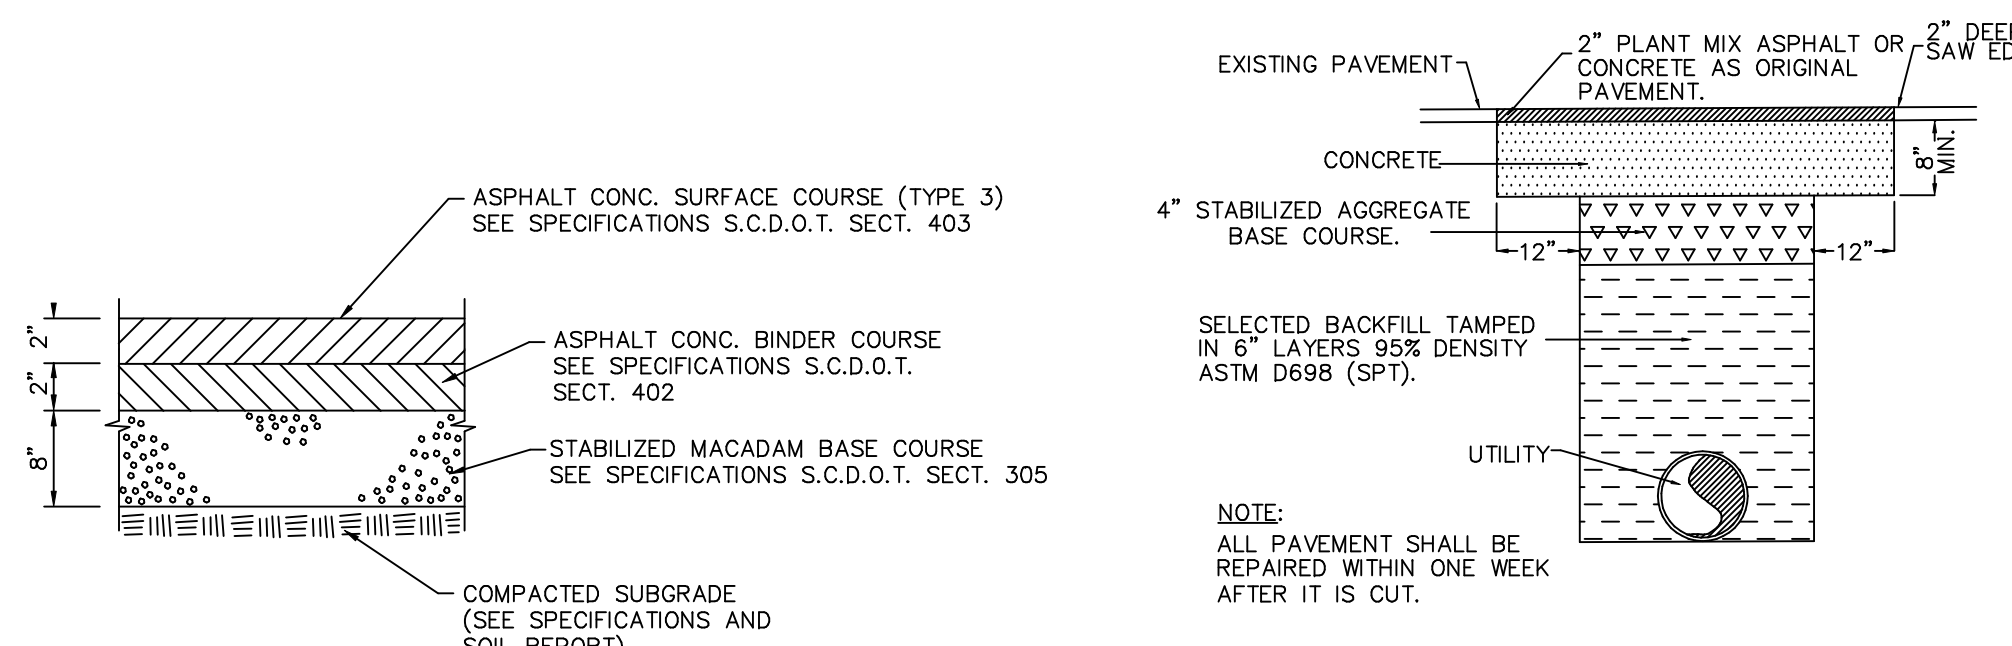 ASPHALT CONC. SURFACE COURSE (TYPE 3)
SEE SPECIFICATIONS S.C.D.O.T. SECT. 403
2"
2"
8"
ASPHALT CONC. BINDER COURSE
SEE SPECIFICATIONS S.C.D.O.T.
SECT. 402
STABILIZED MACADAM BASE COURSE
SEE SPECIFICATIONS S.C.D.O.T. SECT. 305
COMPACTED SUBGRADE
(SEE SPECIFICATIONS AND
SOIL REPORT)
EXISTING PAVEMENT
2" PLANT MIX ASPHALT OR
CONCRETE AS ORIGINAL
PAVEMENT.
2"
SAW
CONCRETE
8"
MIN.
4" STABILIZED AGGREGATE
BASE COURSE.
12"
12"
SELECTED BACKFILL TAMPED
IN 6" LAYERS 95% DENSITY
ASTM D698 (SPT).
UTILITY
NOTE:
ALL PAVEMENT SHALL BE
REPAIRED WITHIN ONE WEEK
AFTER IT IS CUT.